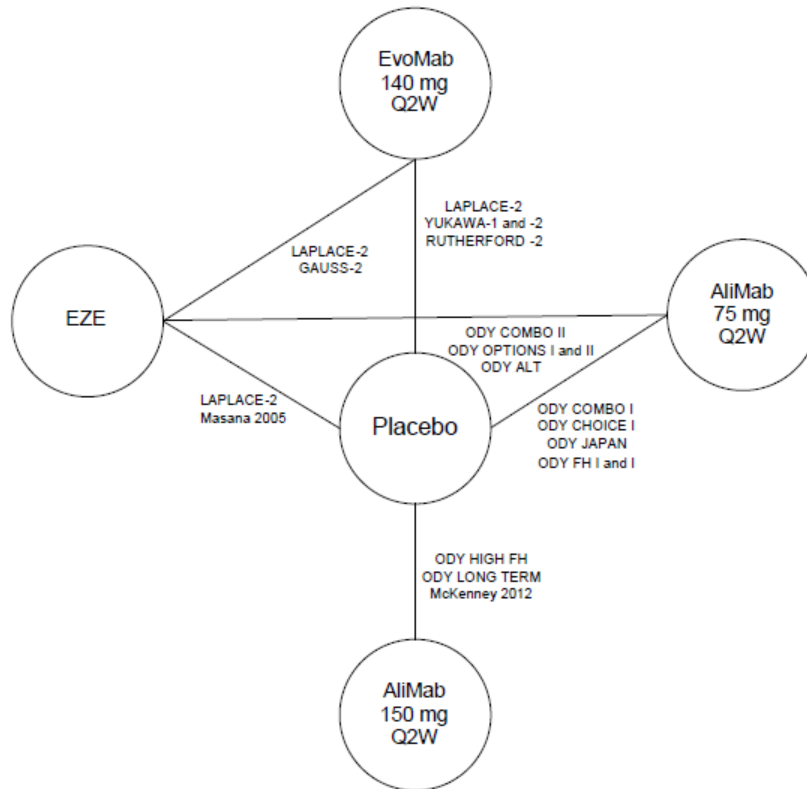 EvoMab
140 mg
Q2W
LAPLACE-2
YUKAWA-1 and -2
RUTHERFORD -2
LAPLACE-2
GAUSS-2
EZE
AliMab
75 mg
Q2W
ODY COMBO II
ODY OPTIONS I and II
ODY ALT
LAPLACE-2
Masana 2005
Placebo
ODY COMBO I
ODY CHOICE I
ODY JAPAN
ODY FH I and I
ODY HIGH FH
ODY LONG TERM
McKenney 2012
AliMab
150 mg
Q2W